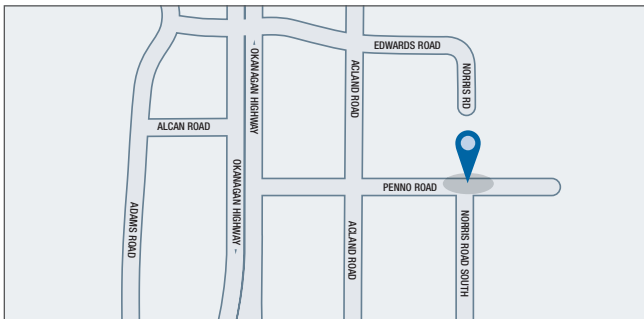 EDWARDS ROAD
NORRIS RD
OKANAGAN HIGHWAY
ACLAND ROAD
ALCAN ROAD
OKANAGAN HIGHWAY
PENNO ROAD
ADAMS ROAD
ACLAND ROAD
NORRIS ROAD SOUTH